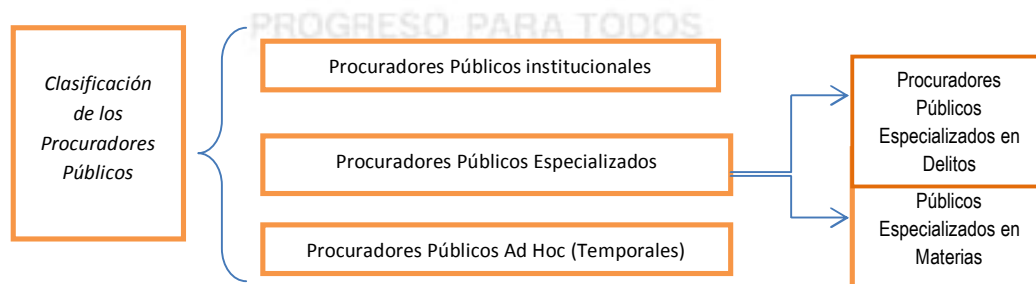 PROGRESO PARA TODOS
Clasificación
de los
Procuradores
Públicos
Procuradores Públicos institucionales
Procuradores Públicos Especializados
Procuradores Públicos Ad Hoc (Temporales)
Procuradores
Públicos
Especializados en
Delitos
Públicos
Especializados en
Materias